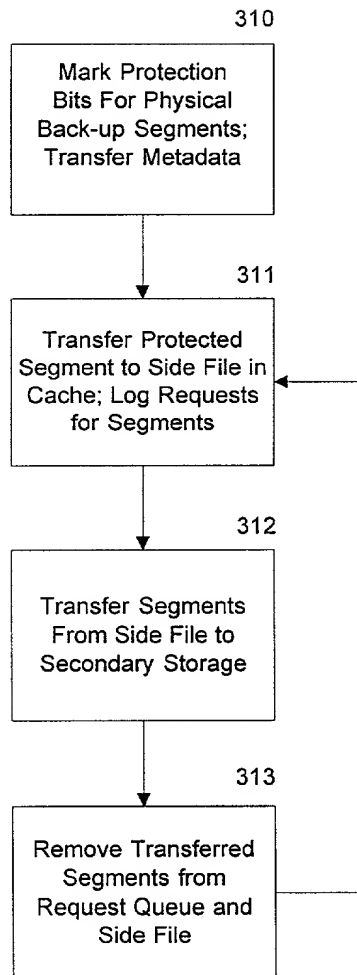 310
Mark Protection
Bits For Physical
Back-up Segments;
Transfer Metadata
311
Transfer Protected
Segment to Side File in
Cache; Log Requests
for Segments
312
Transfer Segments
From Side File to
Secondary Storage
313
Remove Transferred
Segments from
Request Queue and
Side File